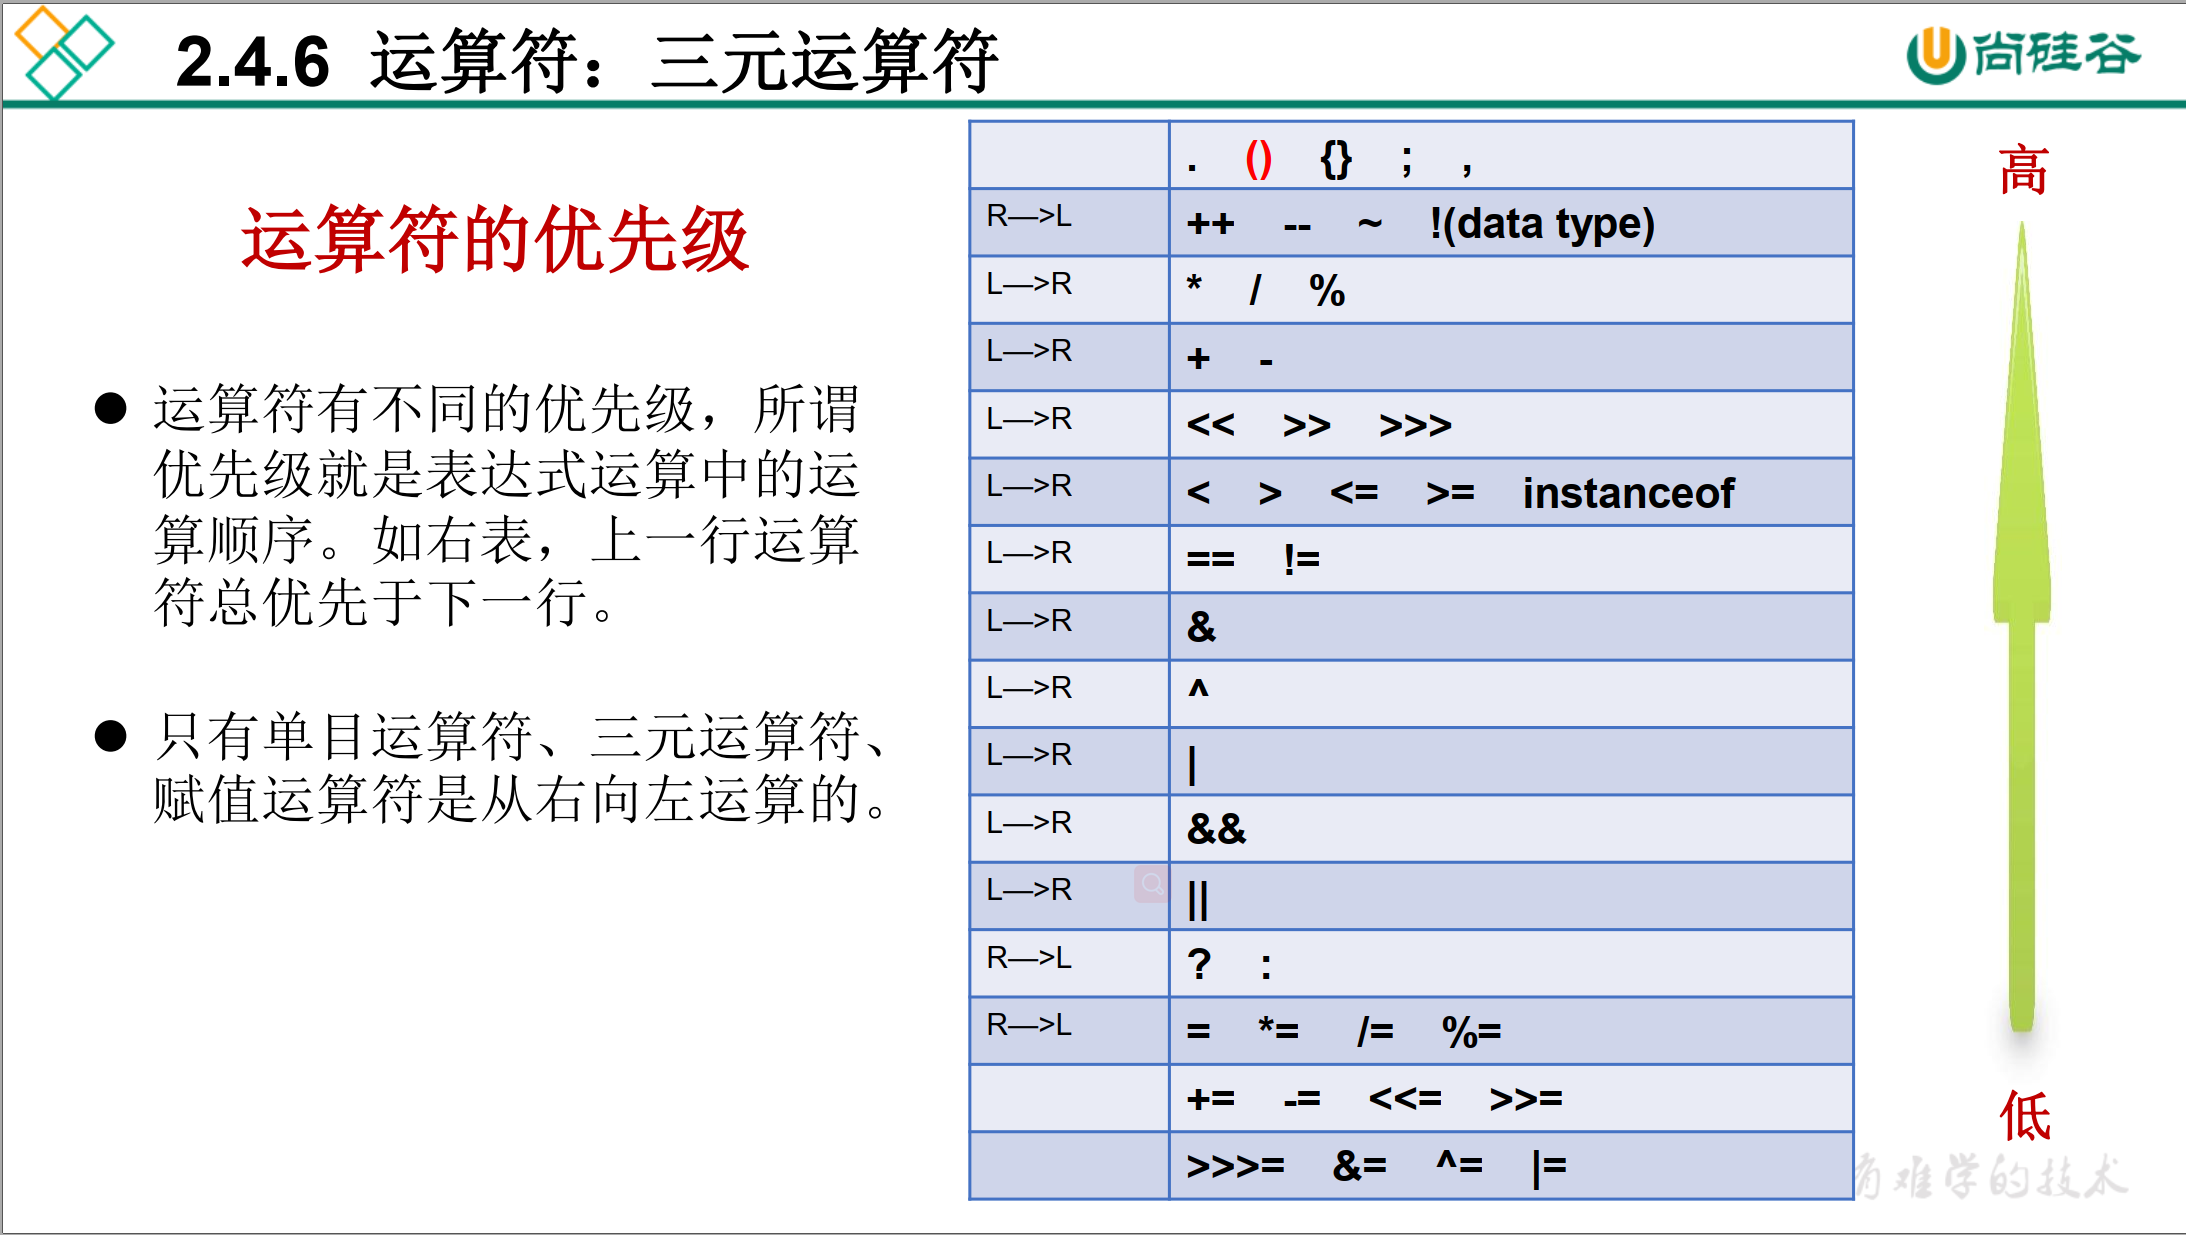 2.4.6 运算符：三元运算符
尚硅谷
运算符的优先级
● 运算符有不同的优先级，所谓
优先级就是表达式运算中的运
算顺序。如右表，上一行运算
符总优先于下一行。
● 只有单目运算符、三元运算符、
赋值运算符是从右向左运算的。
. () {} ; ,
R—>L ++ -- ~ !(data type)
L—>R * / %
L—>R + -
L—>R << >> >>>
L—>R < > <= >= instanceof
L—>R == !=
L—>R &
L—>R ^
L—>R |
L—>R &&
L—>R ||
R—>L ? :
R—>L = *= /= %=
+= -= <<= >>=
>>>= &= ^= |=
高
低
有难学的技术